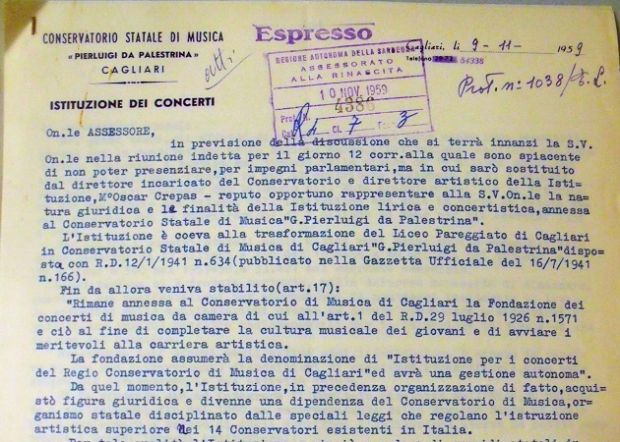 CONSERVATORIO STATALE DI MUSICA
« PIERLUIGI DA PALESTRINA »
CAGLIARI
ISTITUZIONE DEI CONCERTI
Espresso
Cagliari, li 9-11- 1959
Telefono 54338
Prot. n. 1038/
REGIONE AUTONOMA DELLA SARDEGNA
ASSESSORATO
ALLA RINASCITA
10 NOV. 1959
Prot. N. 4386
Cl. 7 3
On.le ASSESSORE,
in previsione della discussione che si terrà innanzi la S.V.
On.le nella riunione indetta per il giorno 12 corr.alla quale sono spiacente
di non poter presenziare,per impegni parlamentari,ma in cui sarò sostituito
dal direttore incaricato del Conservatorio e direttore artistico della Isti-
tuzione,M°Oscar Crepas - reputo opportuno rappresentare alla S.V.On.le la na-
tura giuridica e le finalità della Istituzione lirica e concertistica,annessa
al Conservatorio Statale di Musica"G.Pierluigi da Palestrina".
L'Istituzione è coeva alla trasformazione del Liceo Pareggiato di Cagliari
in Conservatorio Statale di Musica di Cagliari"G.Pierluigi da Palestrina"dispo-
sta con R.D.12/1/1941 n.634(pubblicato nella Gazzetta Ufficiale del 16/7/1941
n.166).
Fin da allora veniva stabilito(art.17):
"Rimane annessa al Conservatorio di Musica di Cagliari la Fondazione dei
concerti di musica da camera di cui all'art.1 del R.D.29 luglio 1926 n.1571
e ciò al fine di completare la cultura musicale dei giovani e di avviare i
meritevoli alla carriera artistica.
La fondazione assumerà la denominazione di "Istituzione per i concerti
del Regio Conservatorio di Musica di Cagliari"ed avrà una gestione autonoma".
Da quel momento,l'Istituzione,in precedenza organizzazione di fatto,acqui-
stò figura giuridica e divenne una dipendenza del Conservatorio di Musica,or-
ganismo statale disciplinato dalle speciali leggi che regolano l'istruzione
artistica superiore nei 14 Conservatori esistenti in Italia.